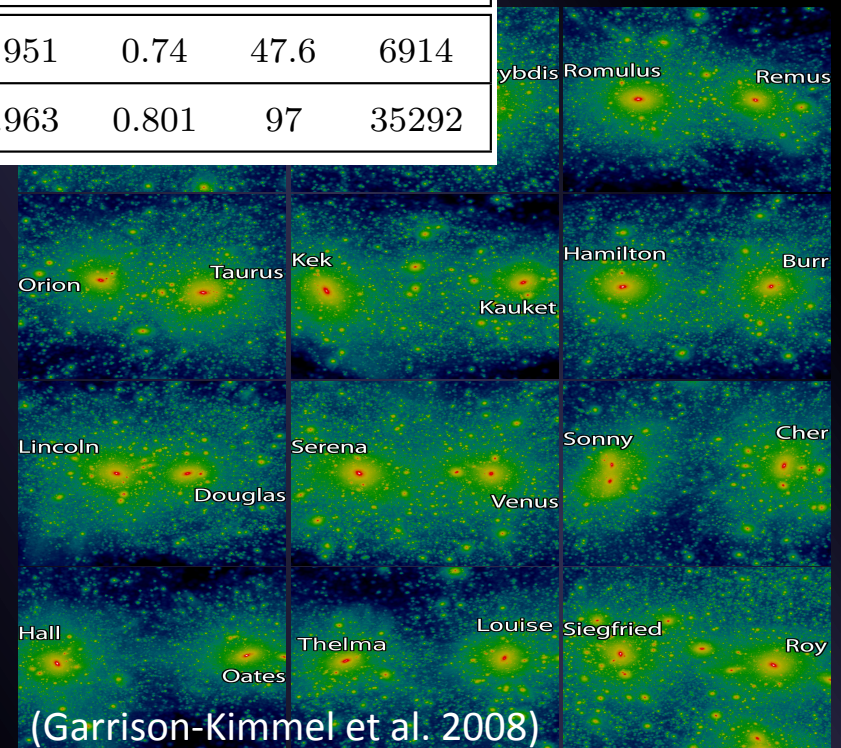 951 0.74 47.6 6914
963 0.801 97 35292
Romulus Remus
Orion Taurus
Kek Kauket
Hamilton Burr
Lincoln Douglas
Serena Venus
Sonny Cher
Hall Oates
Thelma Louise
Siegfried Roy
(Garrison-Kimmel et al. 2008)